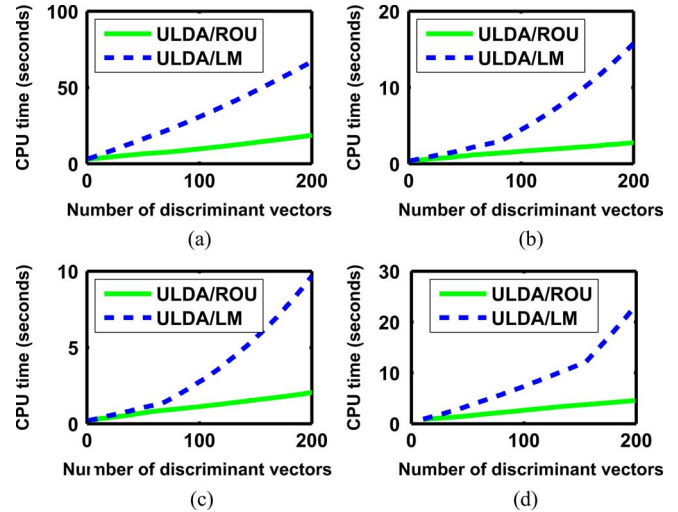 100
50
0
CPU time (seconds)
ULDA/ROU
ULDA/LM
0 100 200
Number of discriminant vectors
(a)
20
10
0
CPU time (seconds)
ULDA/ROU
ULDA/LM
0 100 200
Number of discriminant vectors
(b)
10
5
0
CPU time (seconds)
ULDA/ROU
ULDA/LM
0 100 200
Number of discriminant vectors
(c)
30
20
10
0
CPU time (seconds)
ULDA/ROU
ULDA/LM
0 100 200
Number of discriminant vectors
(d)